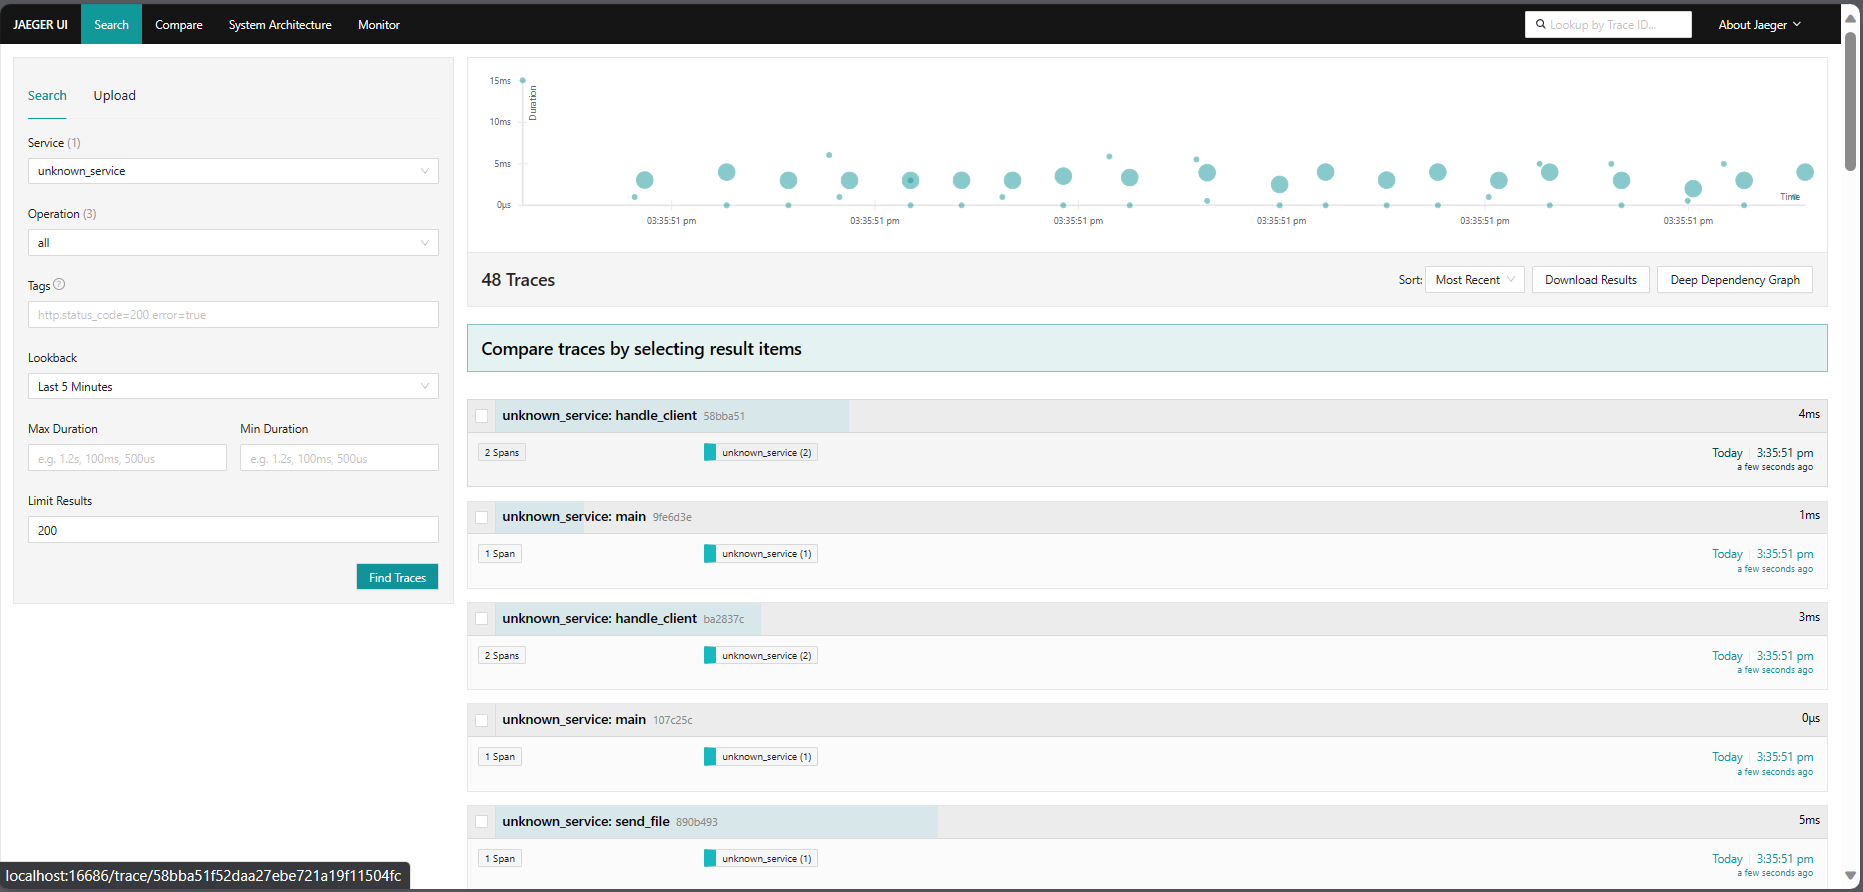 JAEGER UI Search Compare System Architecture Monitor Lookup by Trace ID... About Jaeger
Search Upload
Service (1)
unknown_service
Operation (3)
all
Tags
http.status_code=200 error=true
Lookback
Last 5 Minutes
Max Duration Min Duration
e.g. 1.2s, 100ms, 500us e.g. 1.2s, 100ms, 500us
Limit Results
200
Find Traces
15ms
Duration
10ms
5ms
0µs
Time
03:35:51 pm 03:35:51 pm 03:35:51 pm 03:35:51 pm 03:35:51 pm 03:35:51 pm
48 Traces Sort: Most Recent Download Results Deep Dependency Graph
Compare traces by selecting result items
unknown_service: handle_client 58bba51 4ms
2 Spans unknown_service (2) Today 3:35:51 pm
a few seconds ago
unknown_service: main 9fe6d3e 1ms
1 Span unknown_service (1) Today 3:35:51 pm
a few seconds ago
unknown_service: handle_client ba2837c 3ms
2 Spans unknown_service (2) Today 3:35:51 pm
a few seconds ago
unknown_service: main 107c25c 0µs
1 Span unknown_service (1) Today 3:35:51 pm
a few seconds ago
unknown_service: send_file 890b493 5ms
1 Span unknown_service (1) Today 3:35:51 pm
a few seconds ago
localhost:16686/trace/58bba51f52daa27ebe721a19f11504fc